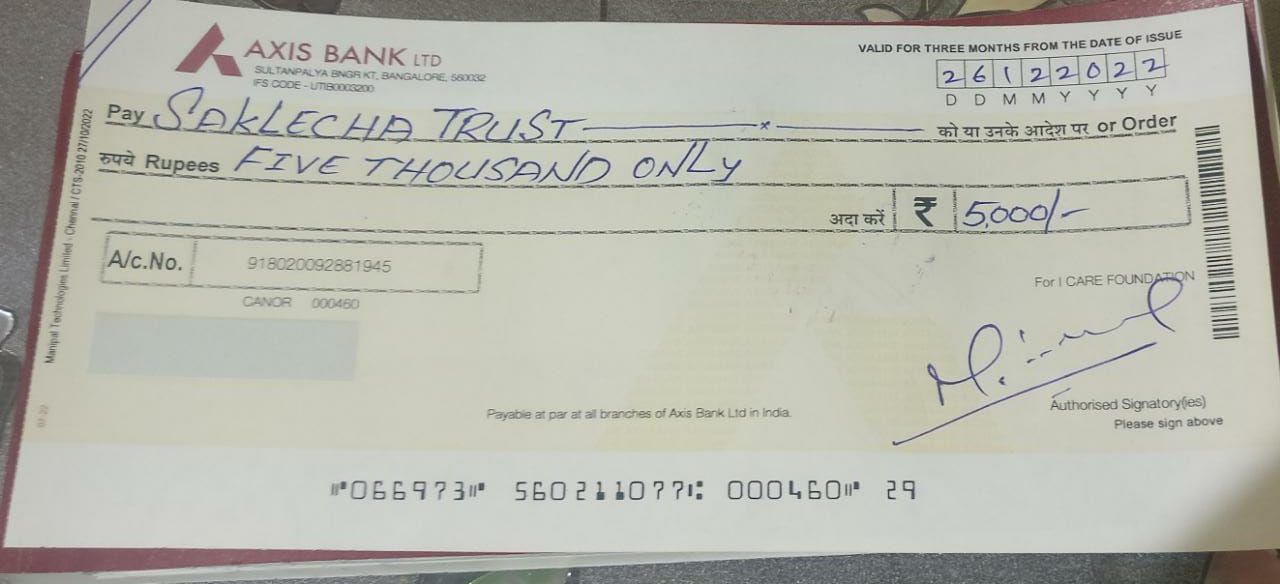 AXIS BANK LTD
SULTANPALYA BNGR KT, BANGALORE, 560032
IFS CODE - UTIB0003200
VALID FOR THREE MONTHS FROM THE DATE OF ISSUE
26122022
D D M M Y Y Y Y
Pay SAKLECHA TRUST को या उनके आदेश पर or Order
रुपये Rupees FIVE THOUSAND ONLY
अदा करें ₹ 5,000/-
A/c.No. 918020092881945
CANOR 000460
For I CARE FOUNDATION
Authorised Signatory(ies)
Please sign above
Payable at par at all branches of Axis Bank Ltd in India.
⑈066973⑈ 560211077⑆ 000460⑈ 29
Manipal Technologies Limited - Chennai / CTS-2010 27/10/2022